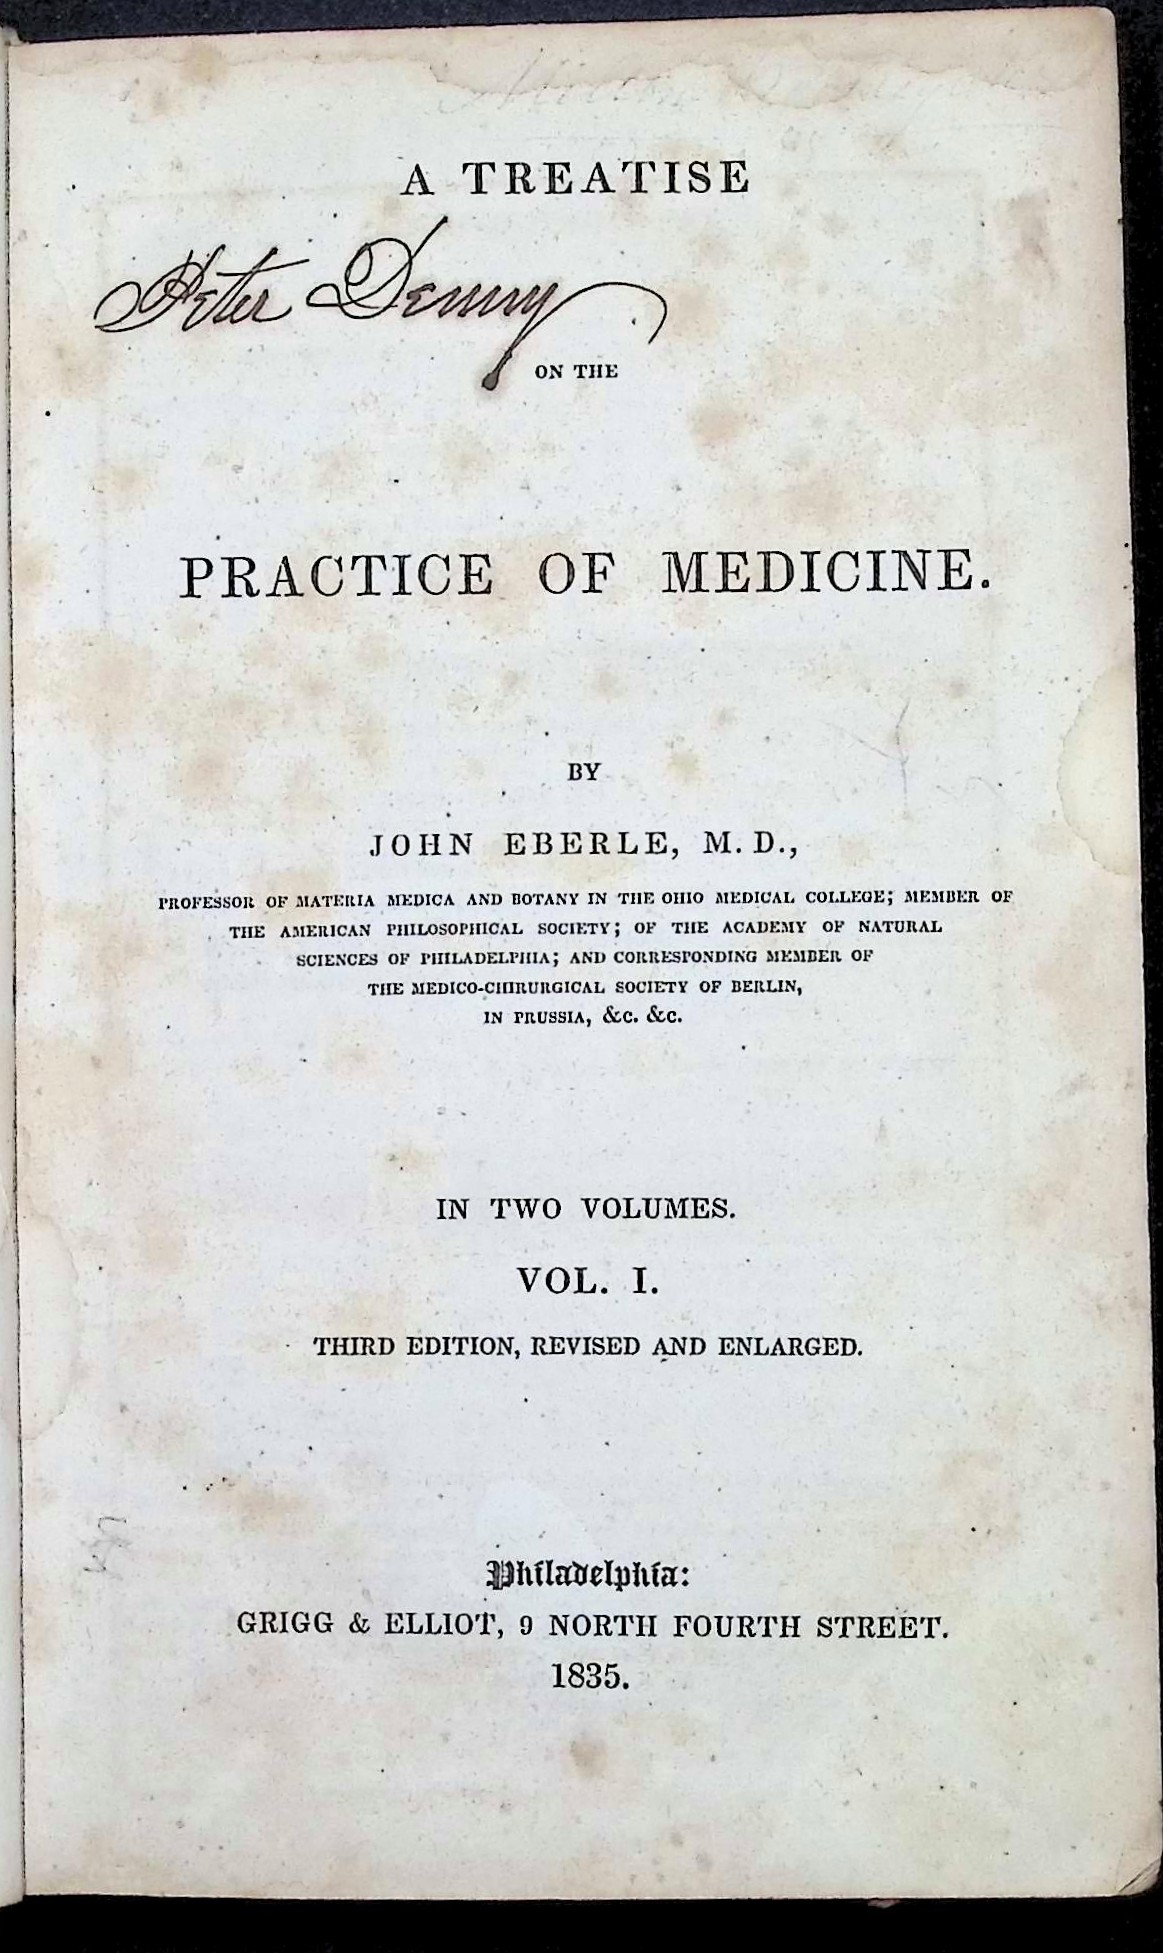 A TREATISE
Peter Denny
ON THE
PRACTICE OF MEDICINE.
BY
JOHN EBERLE, M. D.,
PROFESSOR OF MATERIA MEDICA AND BOTANY IN THE OHIO MEDICAL COLLEGE; MEMBER OF
THE AMERICAN PHILOSOPHICAL SOCIETY; OF THE ACADEMY OF NATURAL
SCIENCES OF PHILADELPHIA; AND CORRESPONDING MEMBER OF
THE MEDICO-CHIRURGICAL SOCIETY OF BERLIN,
IN PRUSSIA, &C. &C.
IN TWO VOLUMES.
VOL. I.
THIRD EDITION, REVISED AND ENLARGED.
Philadelphia:
GRIGG & ELLIOT, 9 NORTH FOURTH STREET.
1835.